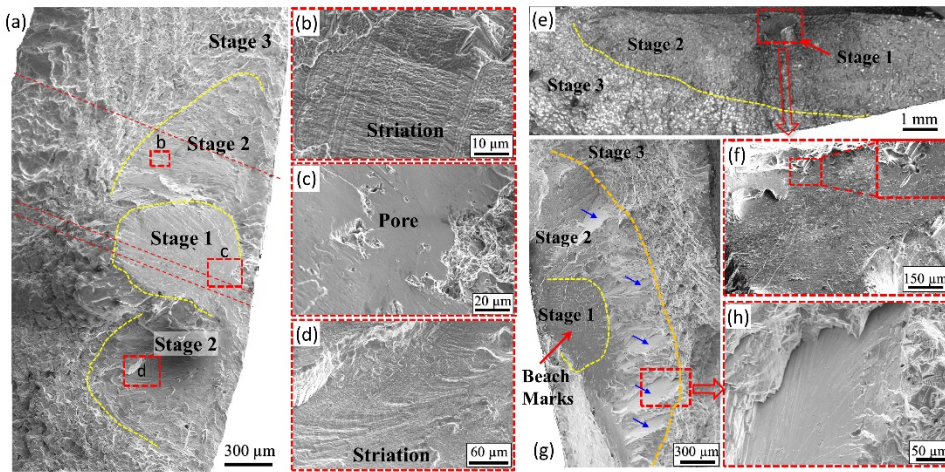 (a)
Stage 3
Stage 2
b
Stage 1
c
Stage 2
d
300 μm
(b)
Striation
10 μm
(c)
Pore
20 μm
(d)
Striation
60 μm
(e)
Stage 2
Stage 1
Stage 3
1 mm
(f)
150 μm
Stage 3
Stage 2
Stage 1
Beach
Marks
(g)
300 μm
(h)
50 μm